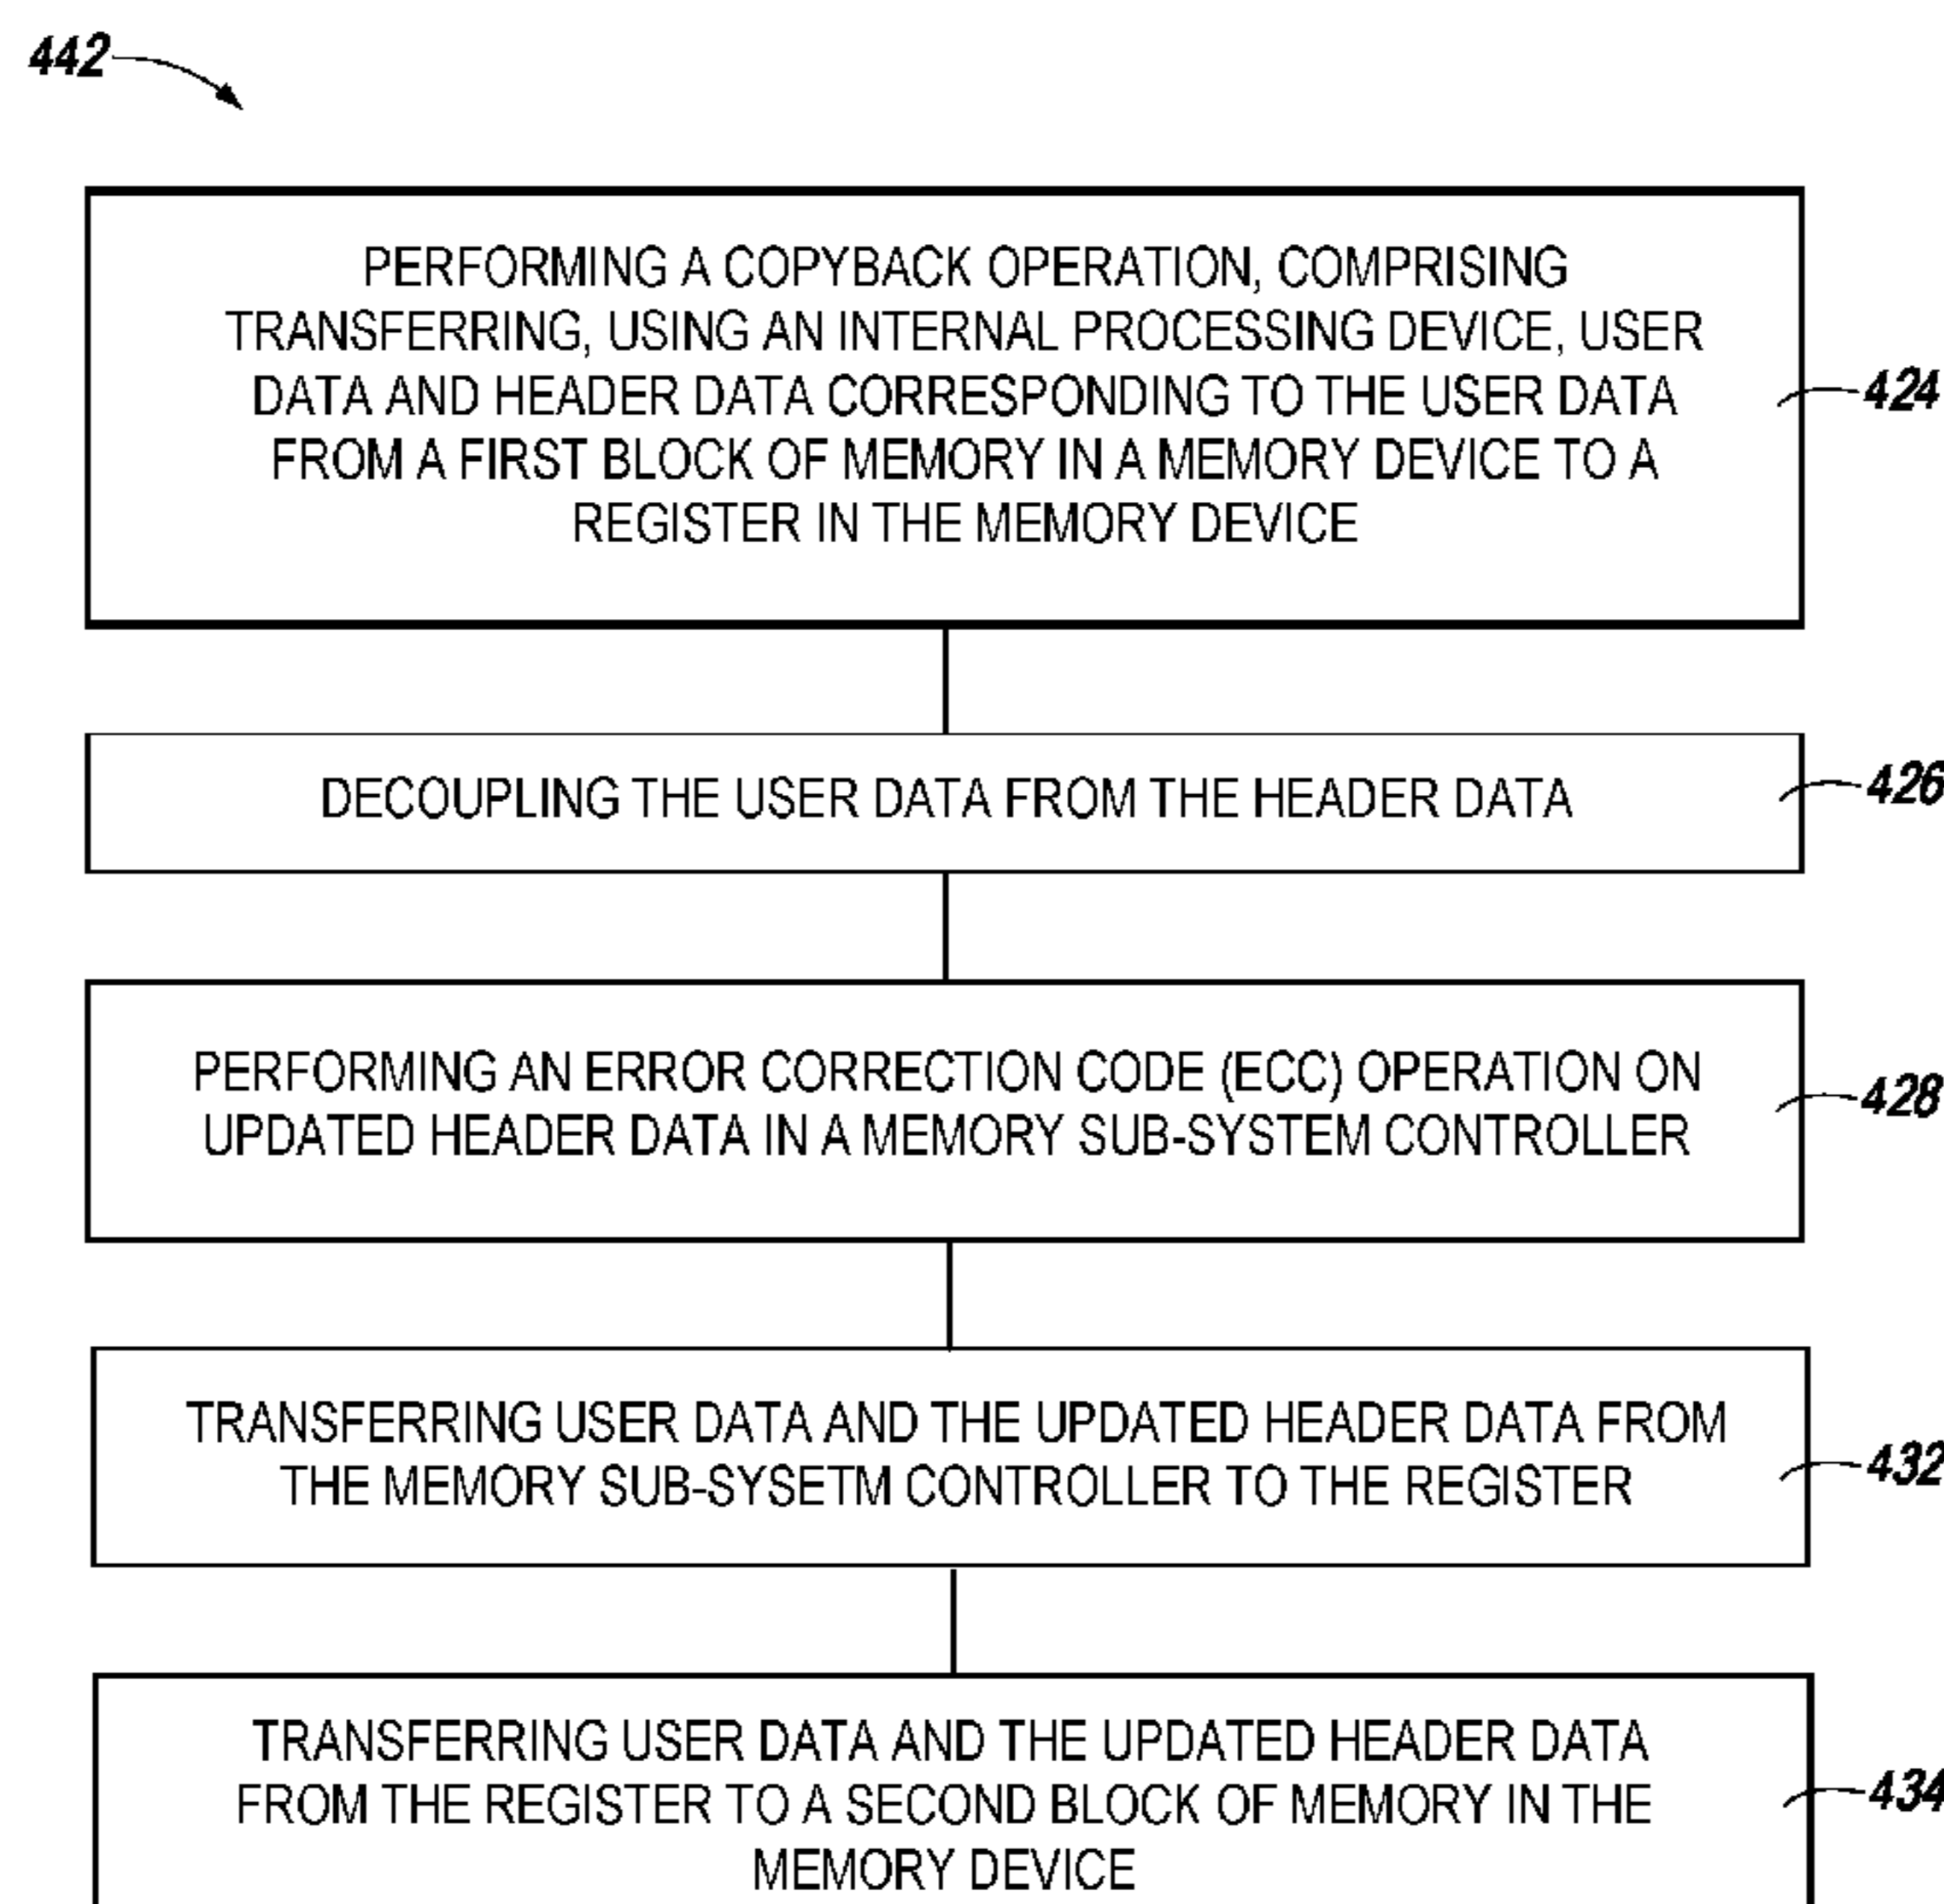 442
PERFORMING A COPYBACK OPERATION, COMPRISING
TRANSFERRING, USING AN INTERNAL PROCESSING DEVICE, USER
DATA AND HEADER DATA CORRESPONDING TO THE USER DATA
FROM A FIRST BLOCK OF MEMORY IN A MEMORY DEVICE TO A
REGISTER IN THE MEMORY DEVICE
424
DECOUPLING THE USER DATA FROM THE HEADER DATA
426
PERFORMING AN ERROR CORRECTION CODE (ECC) OPERATION ON
UPDATED HEADER DATA IN A MEMORY SUB-SYSTEM CONTROLLER
428
TRANSFERRING USER DATA AND THE UPDATED HEADER DATA FROM
THE MEMORY SUB-SYSETM CONTROLLER TO THE REGISTER
432
TRANSFERRING USER DATA AND THE UPDATED HEADER DATA
FROM THE REGISTER TO A SECOND BLOCK OF MEMORY IN THE
MEMORY DEVICE
434